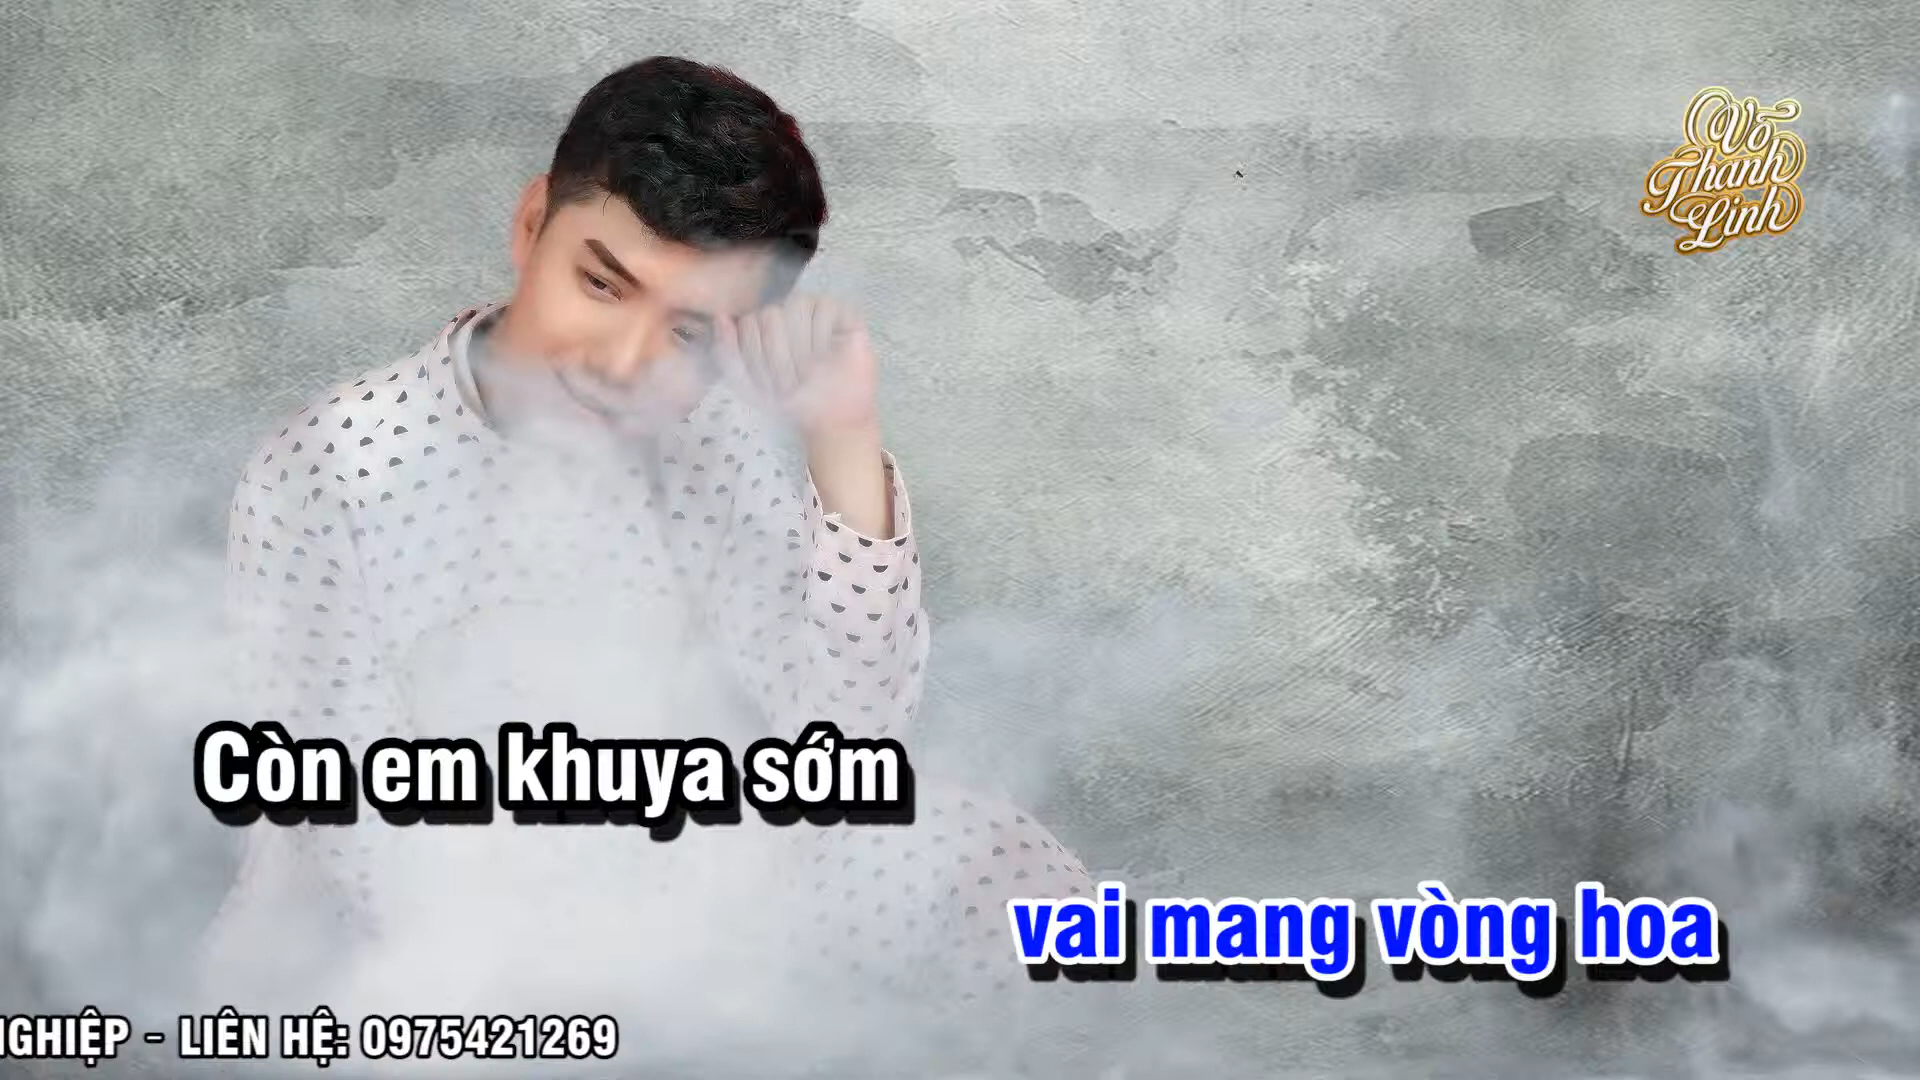 Võ
Thanh
Linh
Còn em khuya sớm
vai mang vòng hoa
NGHIỆP - LIÊN HỆ: 0975421269